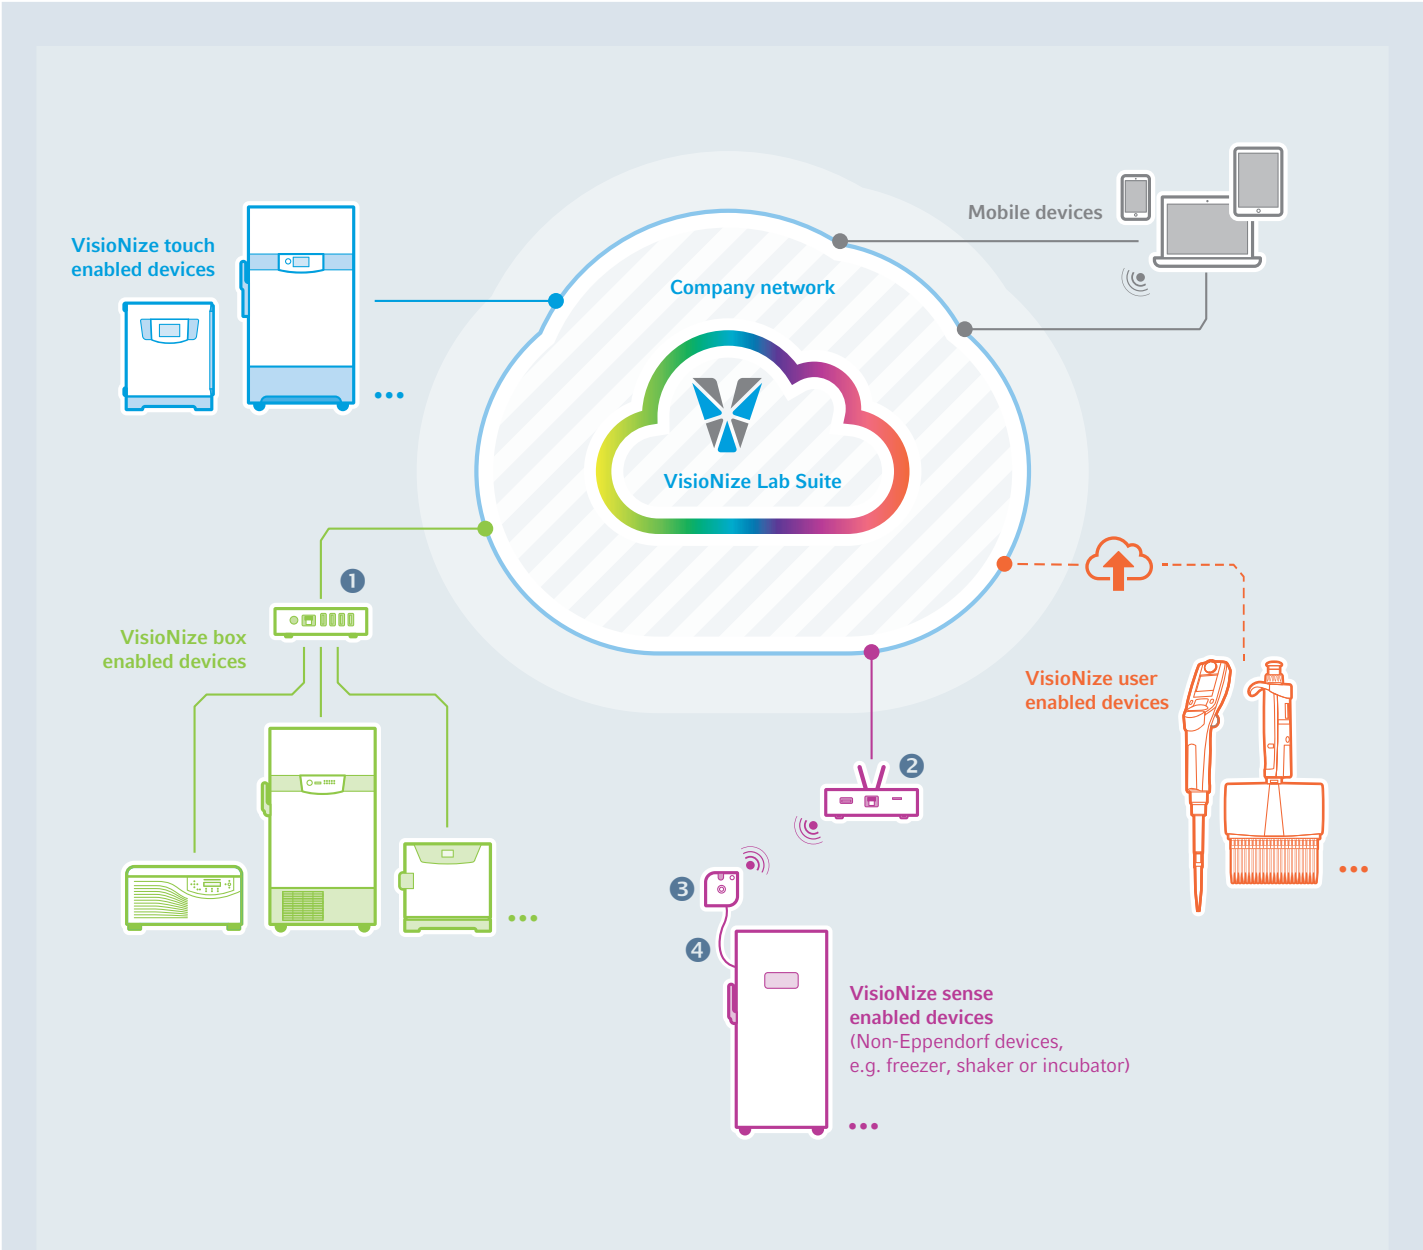 Mobile devices
VisioNize touch
enabled devices
Company network
VisioNize Lab Suite
1
VisioNize box
enabled devices
VisioNize user
enabled devices
2
3
4
VisioNize sense
enabled devices
(Non-Eppendorf devices,
e.g. freezer, shaker or incubator)